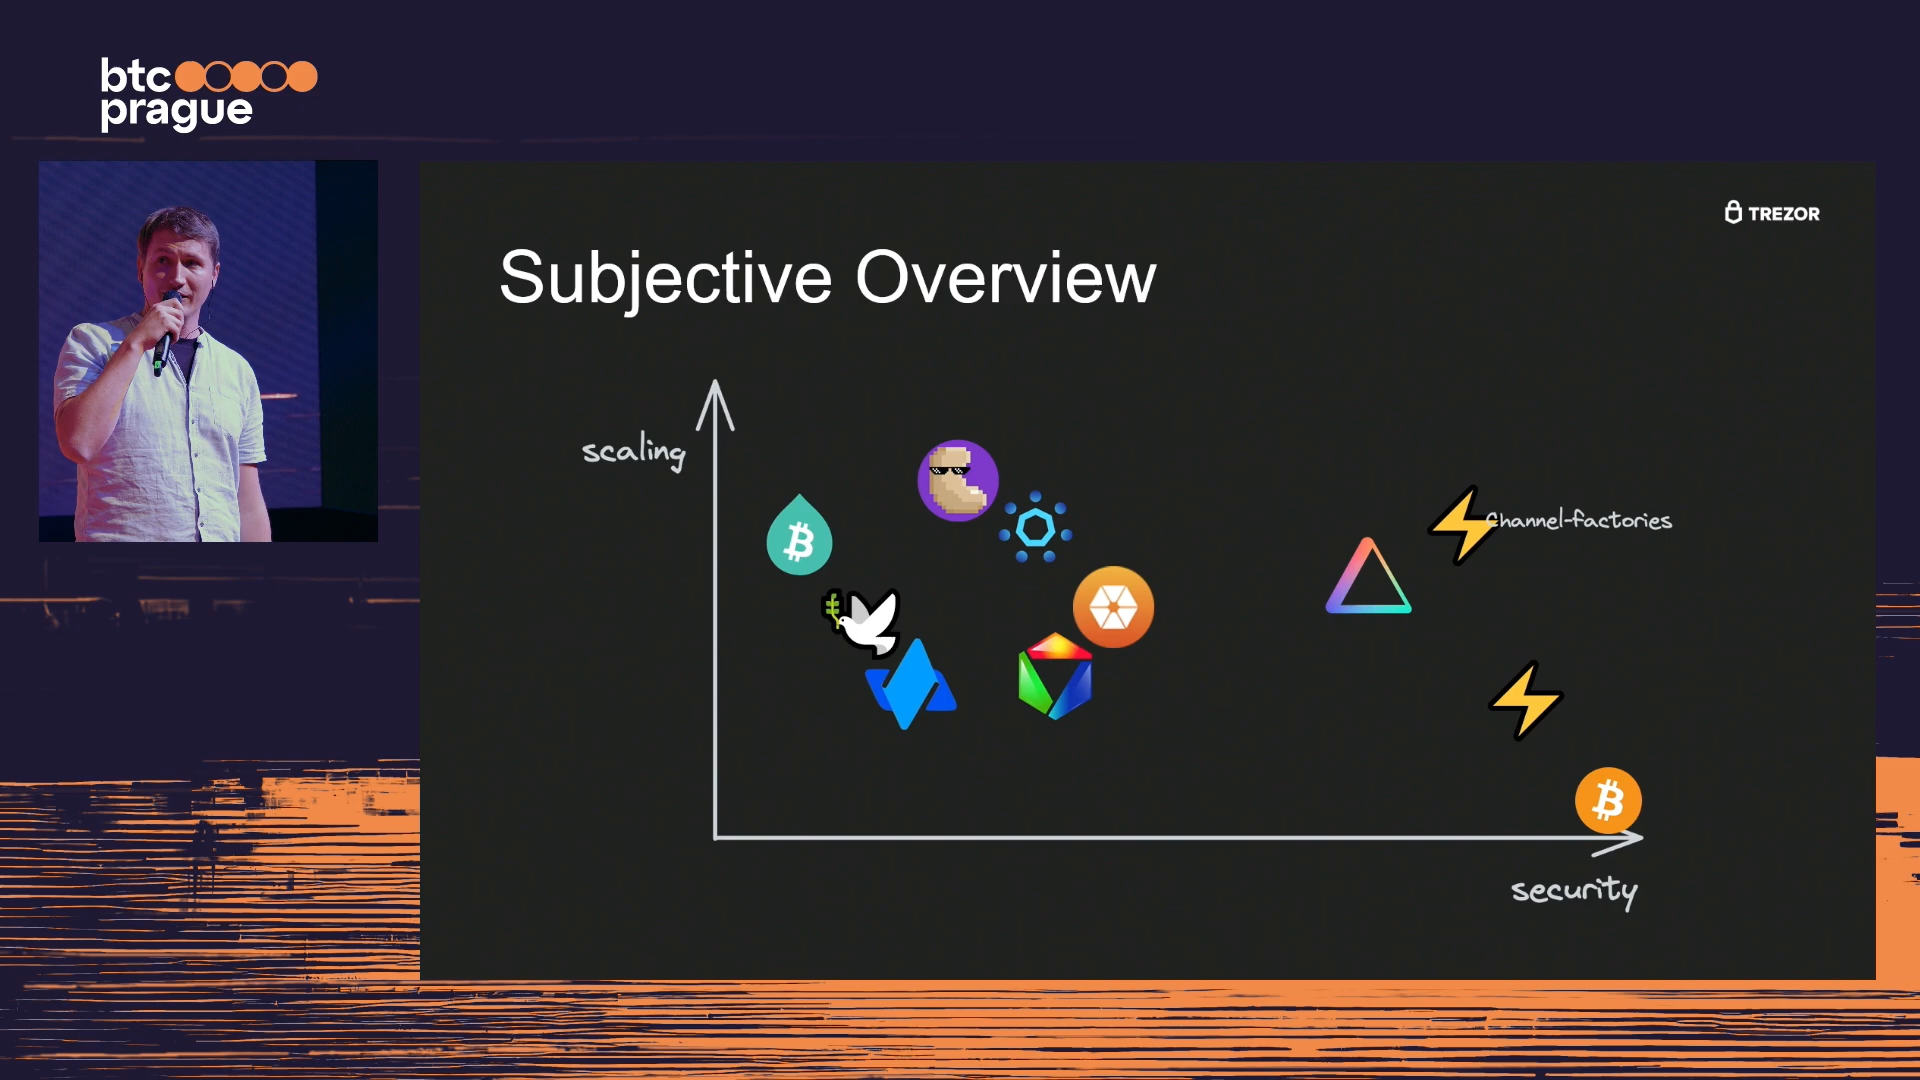 btc
prague
TREZOR
Subjective Overview
scaling
Channel-factories
security